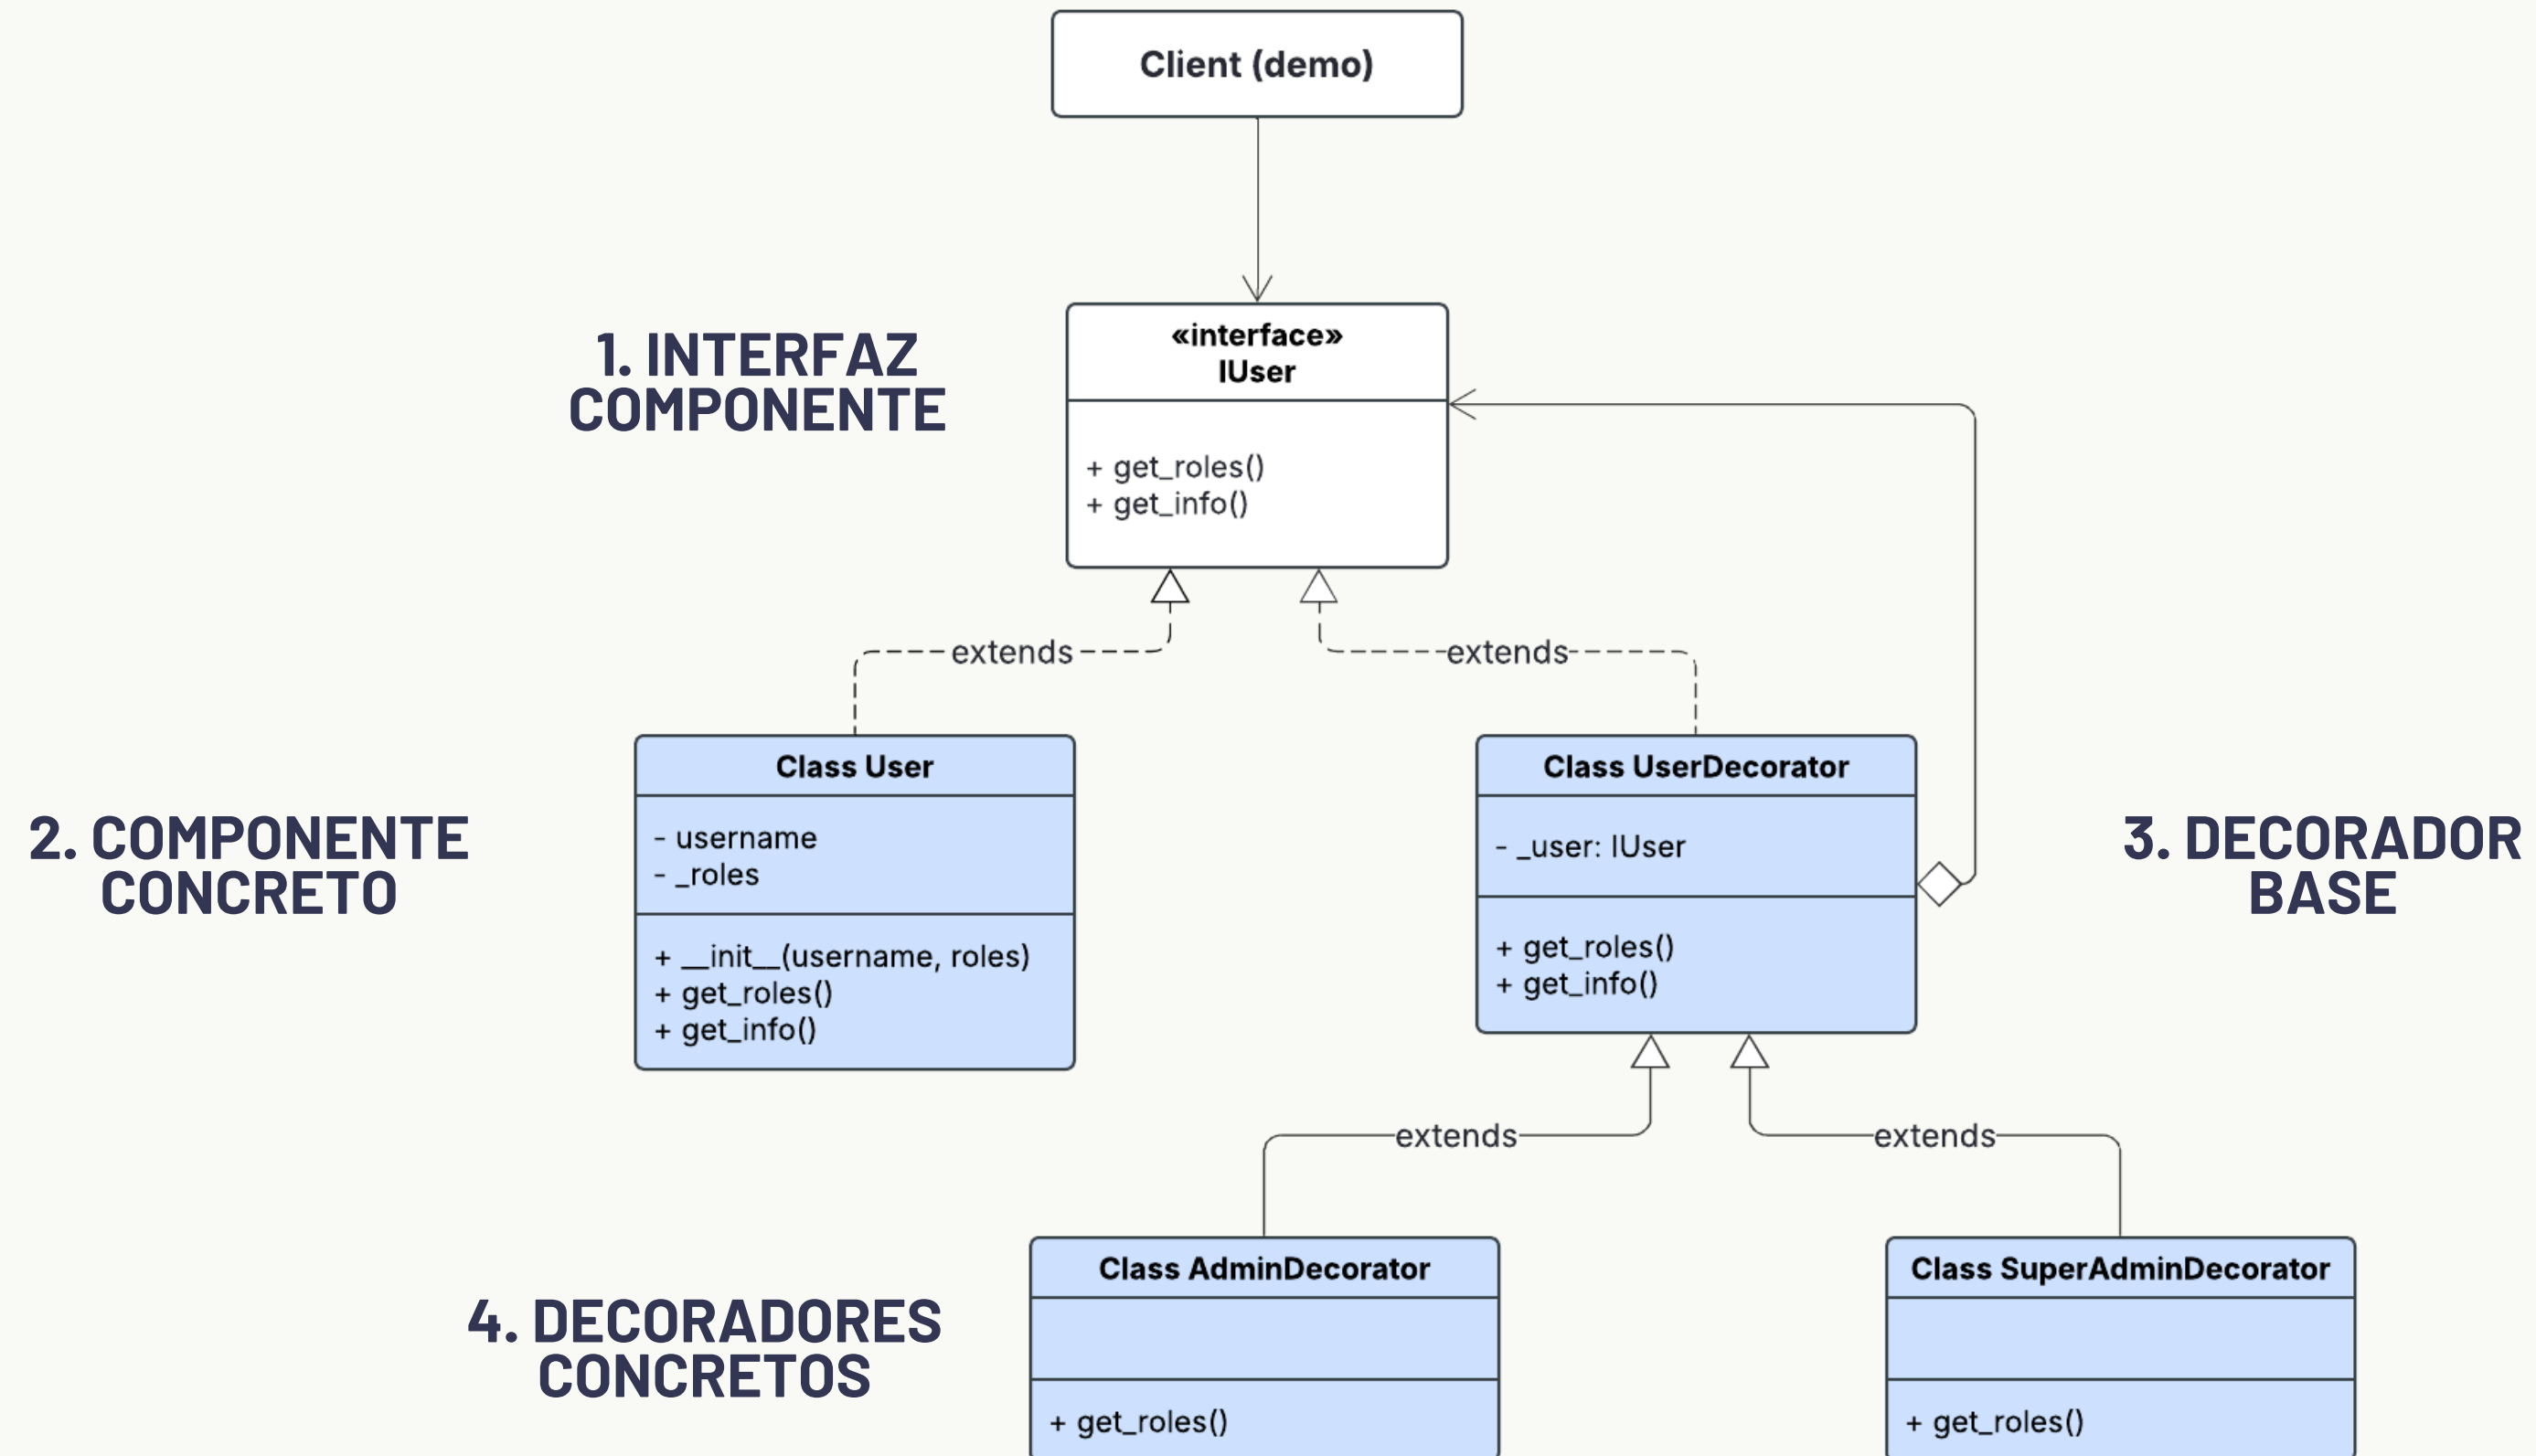 Client (demo)
1. INTERFAZ
COMPONENTE
«interface»
IUser
+ get_roles()
+ get_info()
extends
extends
2. COMPONENTE
CONCRETO
Class User
- username
- _roles
+ __init__(username, roles)
+ get_roles()
+ get_info()
Class UserDecorator
- _user: IUser
+ get_roles()
+ get_info()
3. DECORADOR
BASE
extends
extends
4. DECORADORES
CONCRETOS
Class AdminDecorator
+ get_roles()
Class SuperAdminDecorator
+ get_roles()